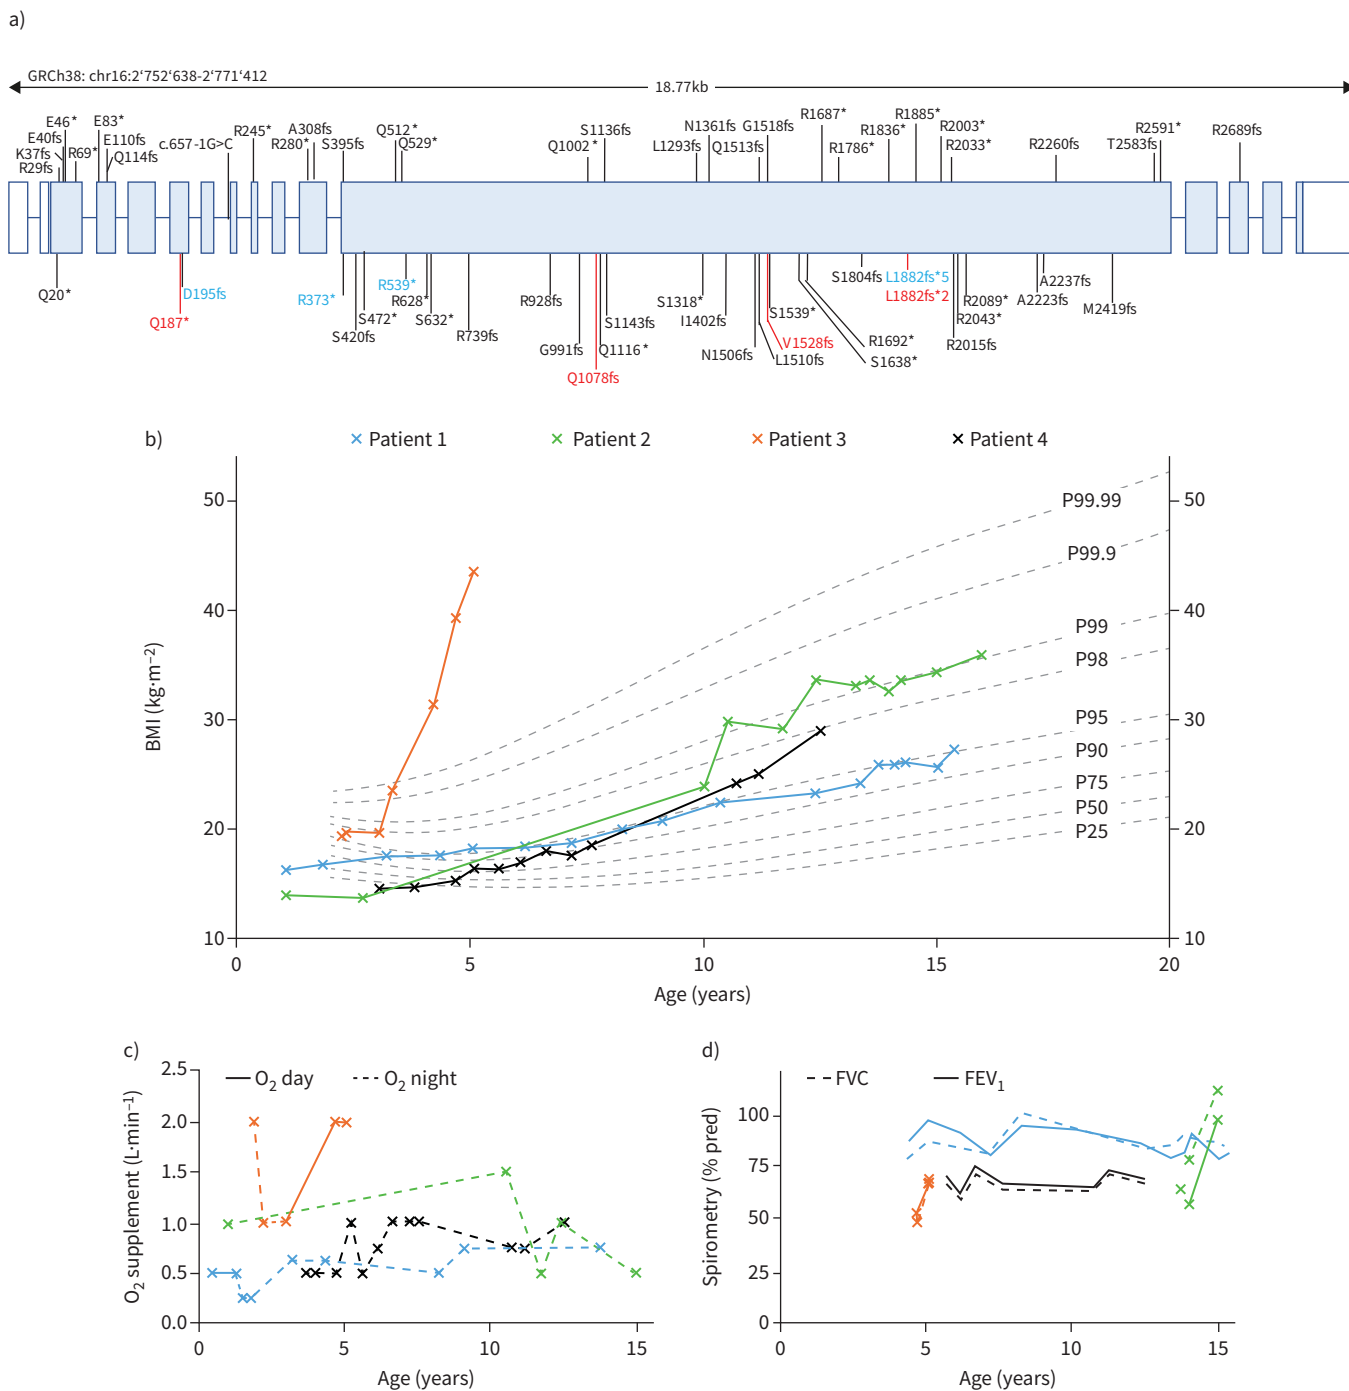 a)
GRCh38: chr16:2‘752‘638-2‘771‘412
18.77kb
E46* E83* R1687* R1885*
E40fs E110fs R245* A308fs Q512* S1136fs N1361fs G1518fs R1836* R2003* R2591*
K37fs R69* Q114fs c.657-1G>C R280* S395fs Q529* Q1002* L1293fs Q1513fs R1786* R2033* R2260fs T2583fs R2689fs
R29fs
Q20* D195fs R373* R539* S1804fs L1882fs*5 A2237fs
Q187* S472* R628* R928fs S1318* S1539* L1882fs*2 R2089* A2223fs M2419fs
S420fs S632* R739fs S1143fs I1402fs V1528fs R1692* R2043*
G991fs Q1116* N1506fs L1510fs S1638* R2015fs
Q1078fs
b)
Patient 1 Patient 2 Patient 3 Patient 4
BMI (kg·m−2)
50
40
30
20
10
P99.99
P99.9
P99
P98
P95
P90
P75
P50
P25
50
40
30
20
10
0 5 10 15 20
Age (years)
c)
O2 day O2 night
O2 supplement (L·min−1)
2.5
2.0
1.5
1.0
0.5
0.0
0 5 10 15
Age (years)
d)
FVC FEV1
Spirometry (% pred)
100
75
50
25
0
0 5 10 15
Age (years)